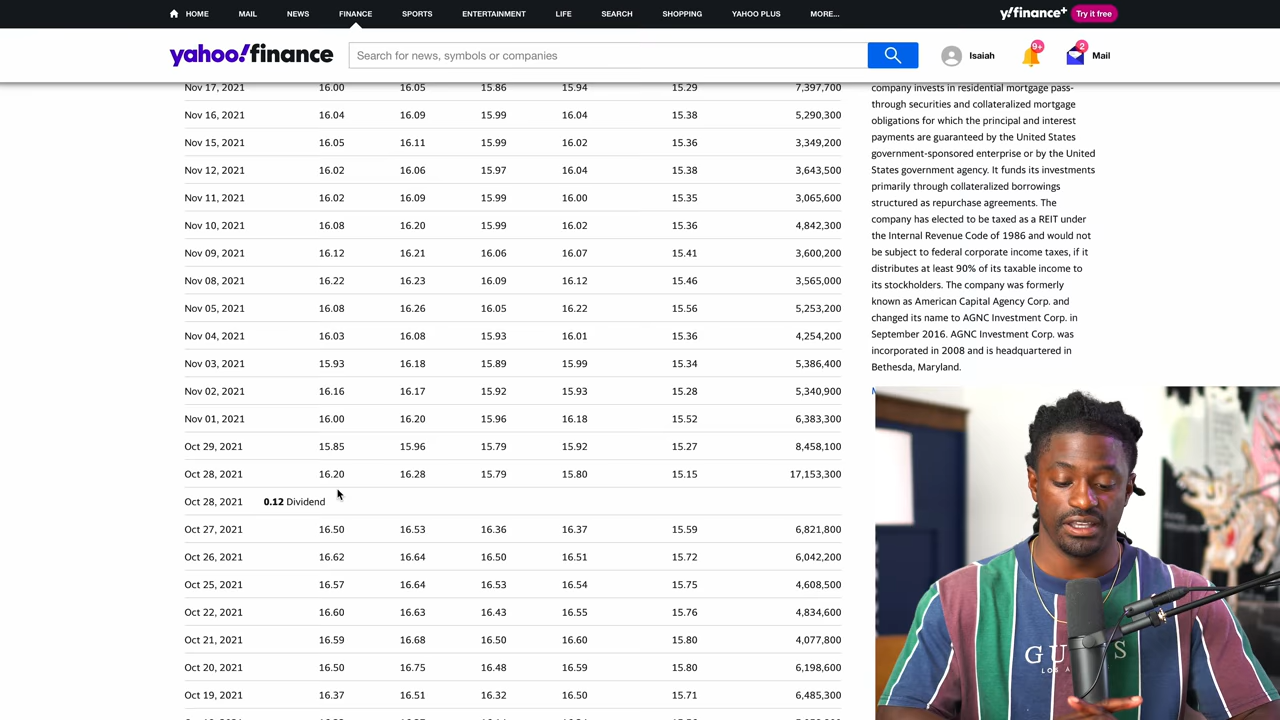 HOME MAIL NEWS FINANCE SPORTS ENTERTAINMENT LIFE SEARCH SHOPPING YAHOO PLUS MORE... y!finance+ Try it free
yahoo!finance Search for news, symbols or companies Isaiah 9+ 2 Mail
Nov 17, 2021 16.00 16.05 15.86 15.94 15.29 7,397,700
Nov 16, 2021 16.04 16.09 15.99 16.04 15.38 5,290,300
Nov 15, 2021 16.05 16.11 15.99 16.02 15.36 3,349,200
Nov 12, 2021 16.02 16.06 15.97 16.04 15.38 3,643,500
Nov 11, 2021 16.02 16.09 15.99 16.00 15.35 3,065,600
Nov 10, 2021 16.08 16.20 15.99 16.02 15.36 4,842,300
Nov 09, 2021 16.12 16.21 16.06 16.07 15.41 3,600,200
Nov 08, 2021 16.22 16.23 16.09 16.12 15.46 3,565,000
Nov 05, 2021 16.08 16.26 16.05 16.22 15.56 5,253,200
Nov 04, 2021 16.03 16.08 15.93 16.01 15.36 4,254,200
Nov 03, 2021 15.93 16.18 15.89 15.99 15.34 5,386,400
Nov 02, 2021 16.16 16.17 15.92 15.93 15.28 5,340,900
Nov 01, 2021 16.00 16.20 15.96 16.18 15.52 6,383,300
Oct 29, 2021 15.85 15.96 15.79 15.92 15.27 8,458,100
Oct 28, 2021 16.20 16.28 15.79 15.80 15.15 17,153,300
Oct 28, 2021 0.12 Dividend
Oct 27, 2021 16.50 16.53 16.36 16.37 15.59 6,821,800
Oct 26, 2021 16.62 16.64 16.50 16.51 15.72 6,042,200
Oct 25, 2021 16.57 16.64 16.53 16.54 15.75 4,608,500
Oct 22, 2021 16.60 16.63 16.43 16.55 15.76 4,834,600
Oct 21, 2021 16.59 16.68 16.50 16.60 15.80 4,077,800
Oct 20, 2021 16.50 16.75 16.48 16.59 15.80 6,198,600
Oct 19, 2021 16.37 16.51 16.32 16.50 15.71 6,485,300
company invests in residential mortgage pass-
through securities and collateralized mortgage
obligations for which the principal and interest
payments are guaranteed by the United States
government-sponsored enterprise or by the United
States government agency. It funds its investments
primarily through collateralized borrowings
structured as repurchase agreements. The
company has elected to be taxed as a REIT under
the Internal Revenue Code of 1986 and would not
be subject to federal corporate income taxes, if it
distributes at least 90% of its taxable income to
its stockholders. The company was formerly
known as American Capital Agency Corp. and
changed its name to AGNC Investment Corp. in
September 2016. AGNC Investment Corp. was
incorporated in 2008 and is headquartered in
Bethesda, Maryland.